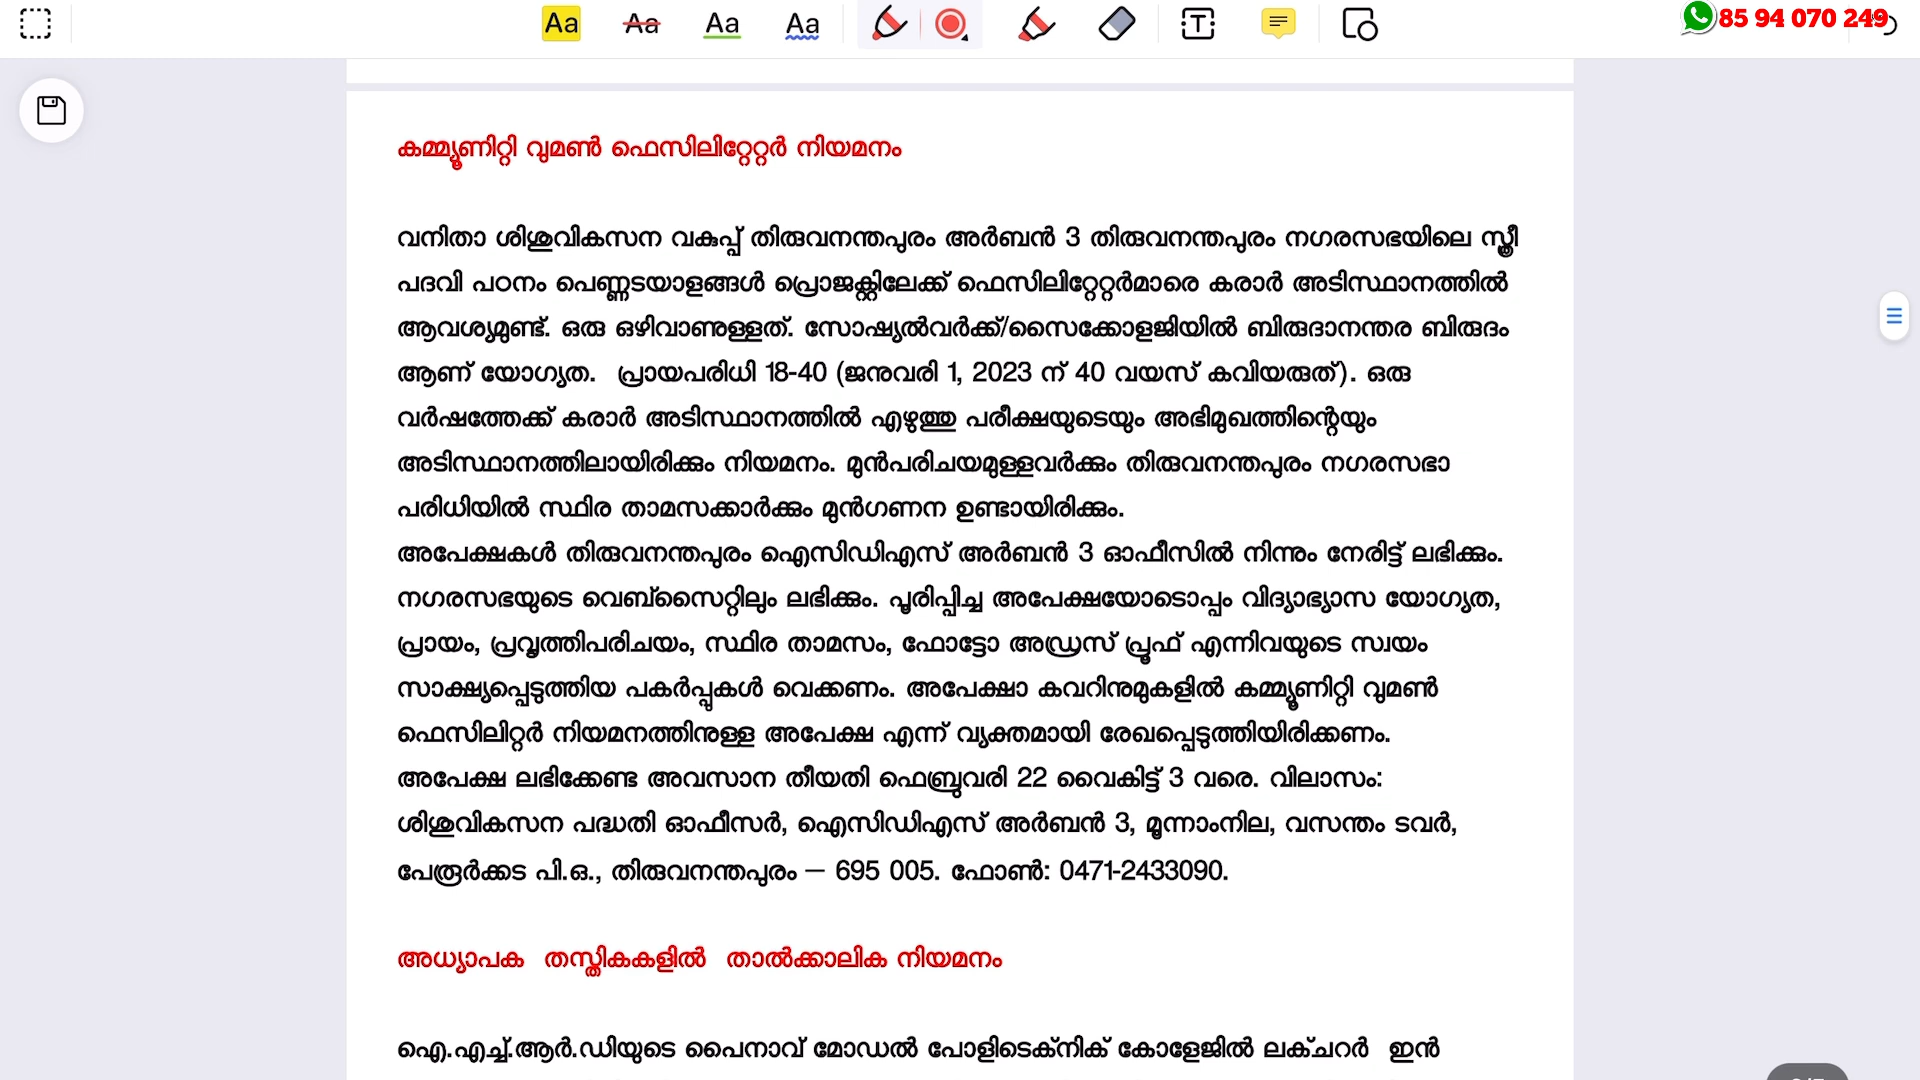 Aa Aa Aa Aa T 85 94 070 249
കമ്മ്യൂണിറ്റി വുമൺ ഫെസിലിറ്റേറ്റർ നിയമനം
വനിതാ ശിശുവികസന വകുപ്പ് തിരുവനന്തപുരം അർബൻ 3 തിരുവനന്തപുരം നഗരസഭയിലെ സ്ത്രീ
പദവി പഠനം പെണ്ണടയാളങ്ങൾ പ്രൊജക്റ്റിലേക്ക് ഫെസിലിറ്റേറ്റർമാരെ കരാർ അടിസ്ഥാനത്തിൽ
ആവശ്യമുണ്ട്. ഒരു ഒഴിവാണുള്ളത്. സോഷ്യൽവർക്ക്/സൈക്കോളജിയിൽ ബിരുദാനന്തര ബിരുദം
ആണ് യോഗ്യത. പ്രായപരിധി 18-40 (ജനുവരി 1, 2023 ന് 40 വയസ് കവിയരുത്). ഒരു
വർഷത്തേക്ക് കരാർ അടിസ്ഥാനത്തിൽ എഴുത്തു പരീക്ഷയുടെയും അഭിമുഖത്തിന്റെയും
അടിസ്ഥാനത്തിലായിരിക്കും നിയമനം. മുൻപരിചയമുള്ളവർക്കും തിരുവനന്തപുരം നഗരസഭാ
പരിധിയിൽ സ്ഥിര താമസക്കാർക്കും മുൻഗണന ഉണ്ടായിരിക്കും.
അപേക്ഷകൾ തിരുവനന്തപുരം ഐസിഡിഎസ് അർബൻ 3 ഓഫീസിൽ നിന്നും നേരിട്ട് ലഭിക്കും.
നഗരസഭയുടെ വെബ്സൈറ്റിലും ലഭിക്കും. പൂരിപ്പിച്ച അപേക്ഷയോടൊപ്പം വിദ്യാഭ്യാസ യോഗ്യത,
പ്രായം, പ്രവൃത്തിപരിചയം, സ്ഥിര താമസം, ഫോട്ടോ അഡ്രസ് പ്രൂഫ് എന്നിവയുടെ സ്വയം
സാക്ഷ്യപ്പെടുത്തിയ പകർപ്പുകൾ വെക്കണം. അപേക്ഷാ കവറിനുമുകളിൽ കമ്മ്യൂണിറ്റി വുമൺ
ഫെസിലിറ്റർ നിയമനത്തിനുള്ള അപേക്ഷ എന്ന് വ്യക്തമായി രേഖപ്പെടുത്തിയിരിക്കണം.
അപേക്ഷ ലഭിക്കേണ്ട അവസാന തീയതി ഫെബ്രുവരി 22 വൈകിട്ട് 3 വരെ. വിലാസം:
ശിശുവികസന പദ്ധതി ഓഫീസർ, ഐസിഡിഎസ് അർബൻ 3, മൂന്നാംനില, വസന്തം ടവർ,
പേരൂർക്കട പി.ഒ., തിരുവനന്തപുരം – 695 005. ഫോൺ: 0471-2433090.
അധ്യാപക തസ്തികകളിൽ താൽക്കാലിക നിയമനം
ഐ.എച്ച്.ആർ.ഡിയുടെ പൈനാവ് മോഡൽ പോളിടെക്നിക് കോളേജിൽ ലക്ചറർ ഇൻ